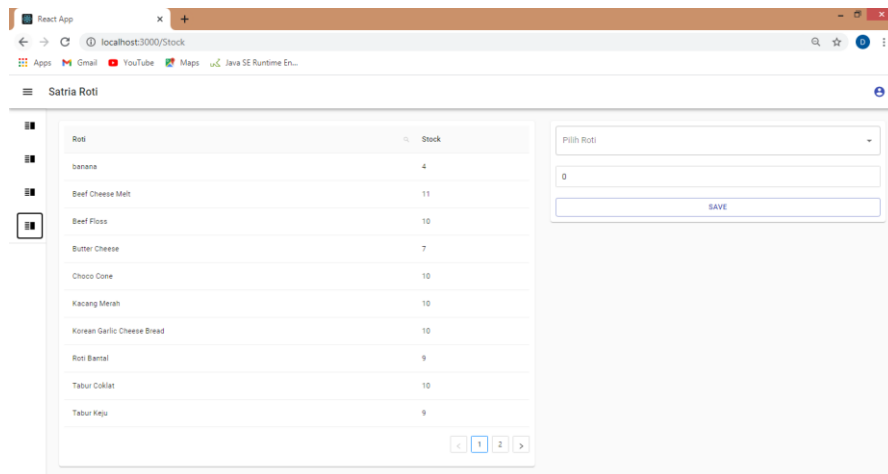 React App
localhost:3000/Stock
D
Apps Gmail YouTube Maps Java SE Runtime En...
Satria Roti
Roti Stock
banana 4
Beef Cheese Melt 11
Beef Floss 10
Butter Cheese 7
Choco Cone 10
Kacang Merah 10
Korean Garlic Cheese Bread 10
Roti Bantal 9
Tabur Coklat 10
Tabur Keju 9
1 2
Pilih Roti
0
SAVE